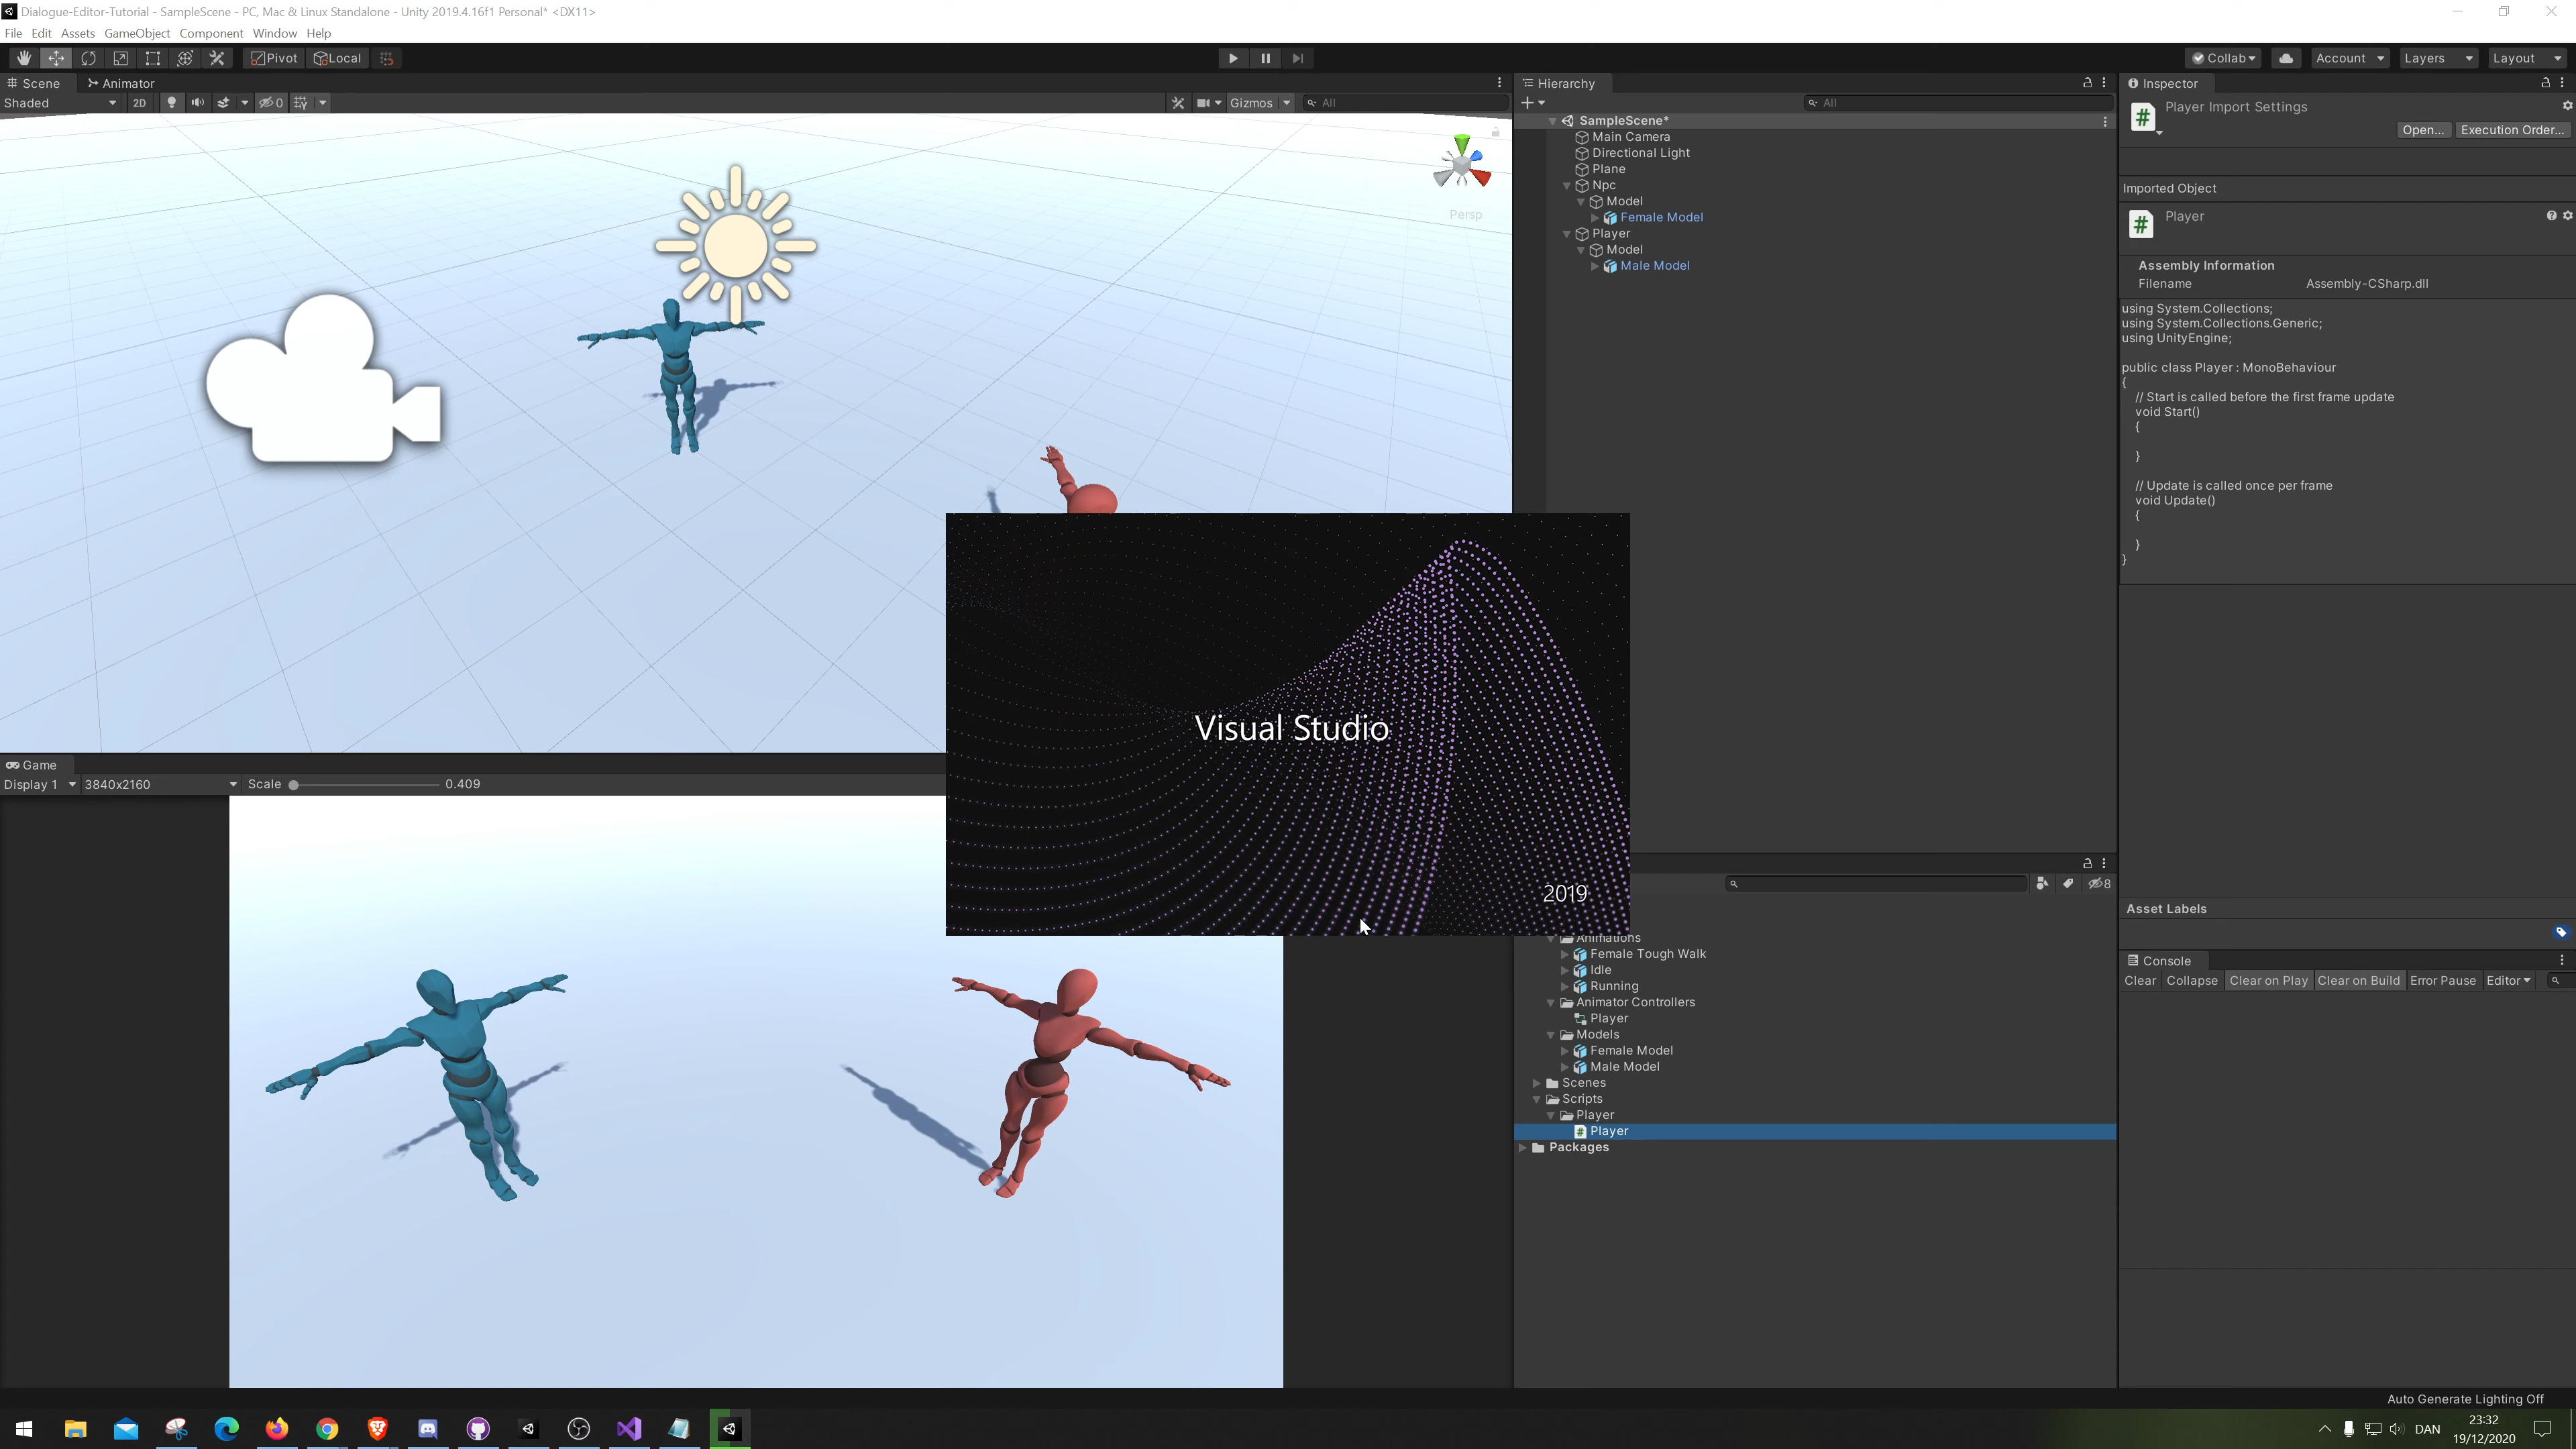 Dialogue-Editor-Tutorial - SampleScene - PC, Mac & Linux Standalone - Unity 2019.4.16f1 Personal* <DX11>
File Edit Assets GameObject Component Window Help
Pivot Local Collab Account Layers Layout
Scene Animator
Shaded 2D 0 Gizmos All
Persp
Game
Display 1 3840x2160 Scale 0.409
Visual Studio
2019
Hierarchy
All
SampleScene*
Main Camera
Directional Light
Plane
Npc
Model
Female Model
Player
Model
Male Model
8
Animations
Female Tough Walk
Idle
Running
Animator Controllers
Player
Models
Female Model
Male Model
Scenes
Scripts
Player
Player
Packages
Inspector
Player Import Settings
Open... Execution Order...
Imported Object
Player
Assembly Information
Filename Assembly-CSharp.dll
using System.Collections;
using System.Collections.Generic;
using UnityEngine;
public class Player : MonoBehaviour
{
// Start is called before the first frame update
void Start()
{
}
// Update is called once per frame
void Update()
{
}
}
Asset Labels
Console
Clear Collapse Clear on Play Clear on Build Error Pause Editor
Auto Generate Lighting Off
DAN
23:32
19/12/2020